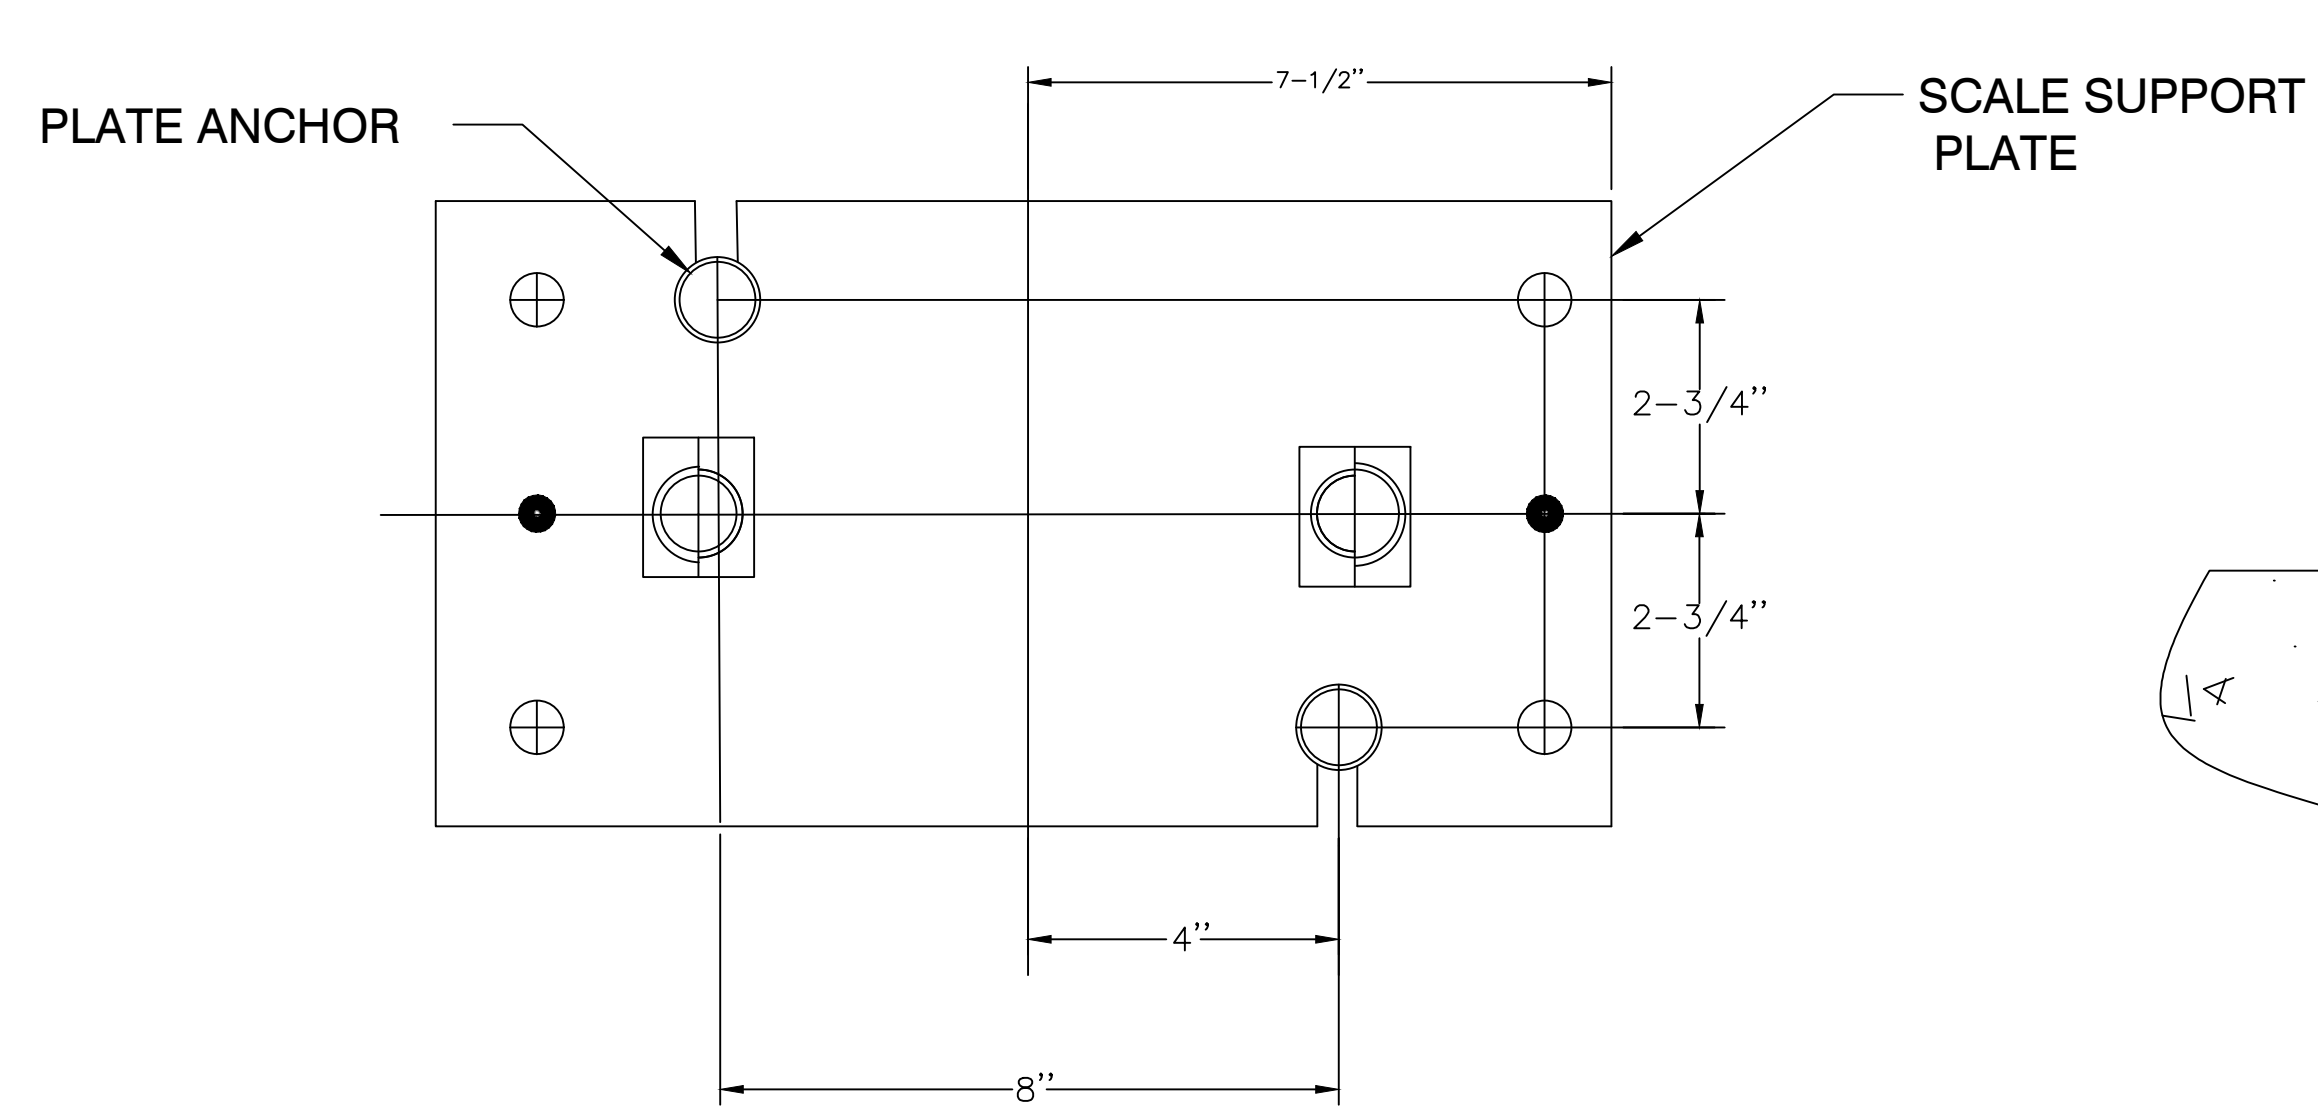 7-1/2"
SCALE SUPPORT
PLATE
PLATE ANCHOR
2-3/4"
2-3/4"
4"
8"